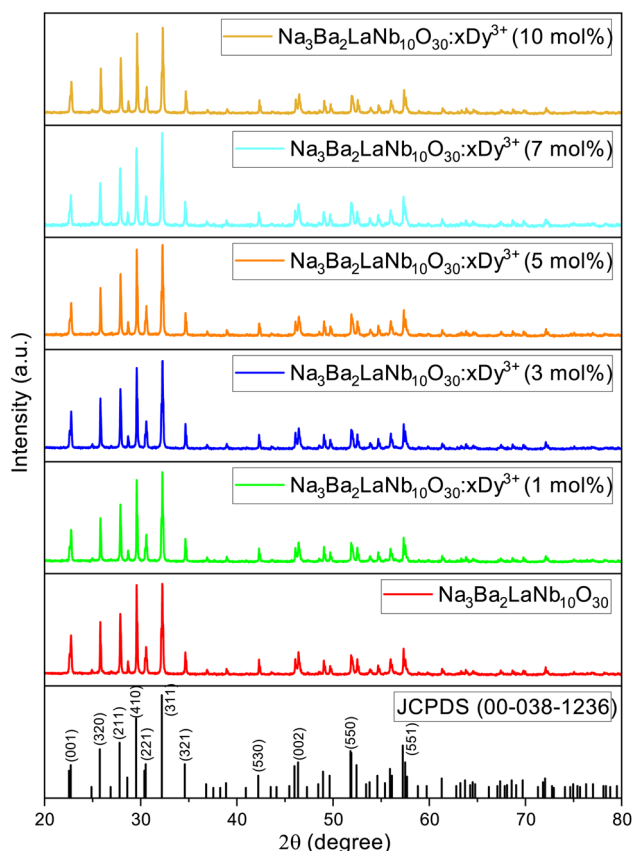 Na₃Ba₂LaNb₁₀O₃₀:xDy³⁺ (10 mol%)
Na₃Ba₂LaNb₁₀O₃₀:xDy³⁺ (7 mol%)
Na₃Ba₂LaNb₁₀O₃₀:xDy³⁺ (5 mol%)
Na₃Ba₂LaNb₁₀O₃₀:xDy³⁺ (3 mol%)
Na₃Ba₂LaNb₁₀O₃₀:xDy³⁺ (1 mol%)
Na₃Ba₂LaNb₁₀O₃₀
JCPDS (00-038-1236)
Intensity (a.u.)
(001)
(320)
(211)
(410)
(221)
(311)
(321)
(530)
(002)
(550)
(551)
20 30 40 50 60 70 80
2θ (degree)